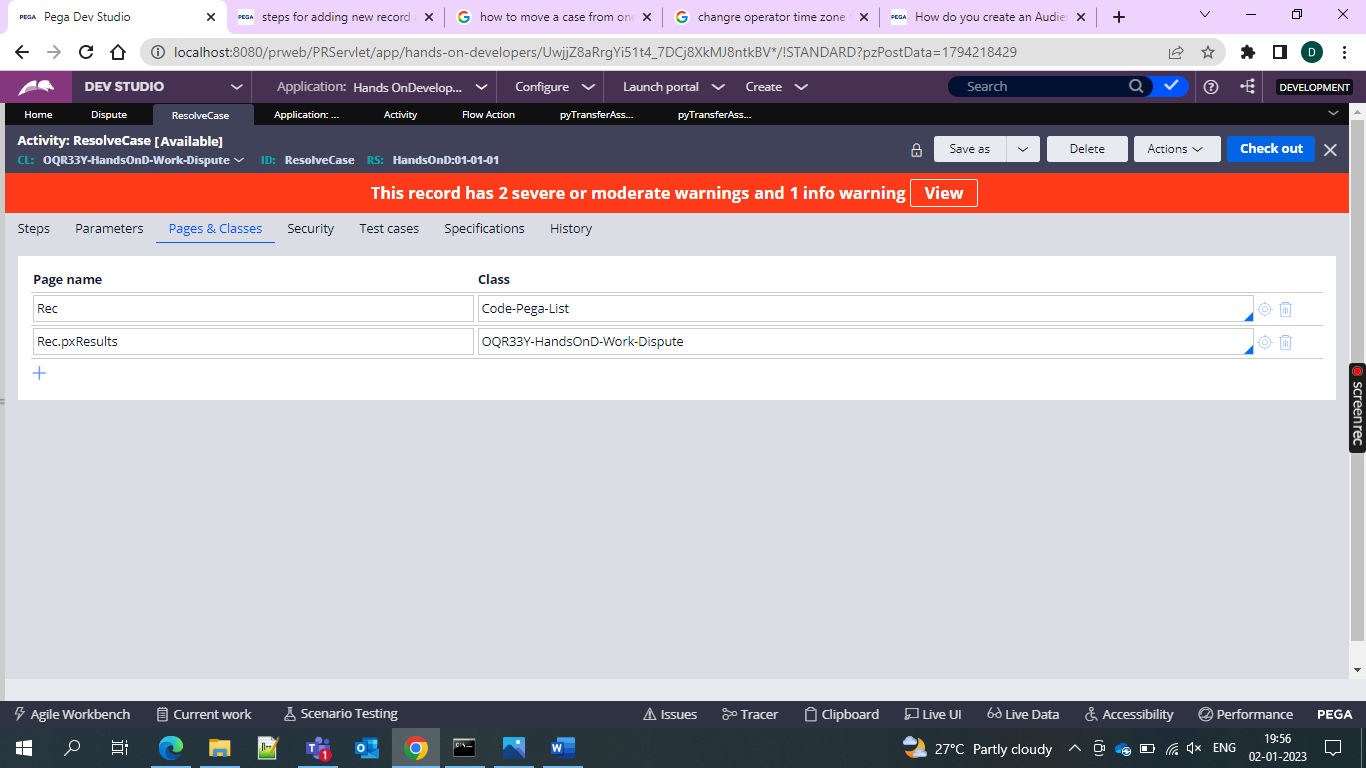 Pega Dev Studio
steps for adding new record
how to move a case from on
changre operator time zone
How do you create an Audie
localhost:8080/prweb/PRServlet/app/hands-on-developers/UwjjZ8aRrgYi51t4_7DCj8XkMJ8ntkBV*/!STANDARD?pzPostData=1794218429
D
DEV STUDIO
Application: Hands OnDevelop...
Configure
Launch portal
Create
Search
DEVELOPMENT
Home
Dispute
ResolveCase
Application: ...
Activity
Flow Action
pyTransferAss...
pyTransferAss...
Activity: ResolveCase [Available]
CL: OQR33Y-HandsOnD-Work-Dispute ID: ResolveCase RS: HandsOnD:01-01-01
Save as
Delete
Actions
Check out
This record has 2 severe or moderate warnings and 1 info warning View
Steps
Parameters
Pages & Classes
Security
Test cases
Specifications
History
Page name
Class
Rec
Code-Pega-List
Rec.pxResults
OQR33Y-HandsOnD-Work-Dispute
screenrec
Agile Workbench
Current work
Scenario Testing
Issues
Tracer
Clipboard
Live UI
Live Data
Accessibility
Performance
PEGA
27°C Partly cloudy
ENG
19:56
02-01-2023